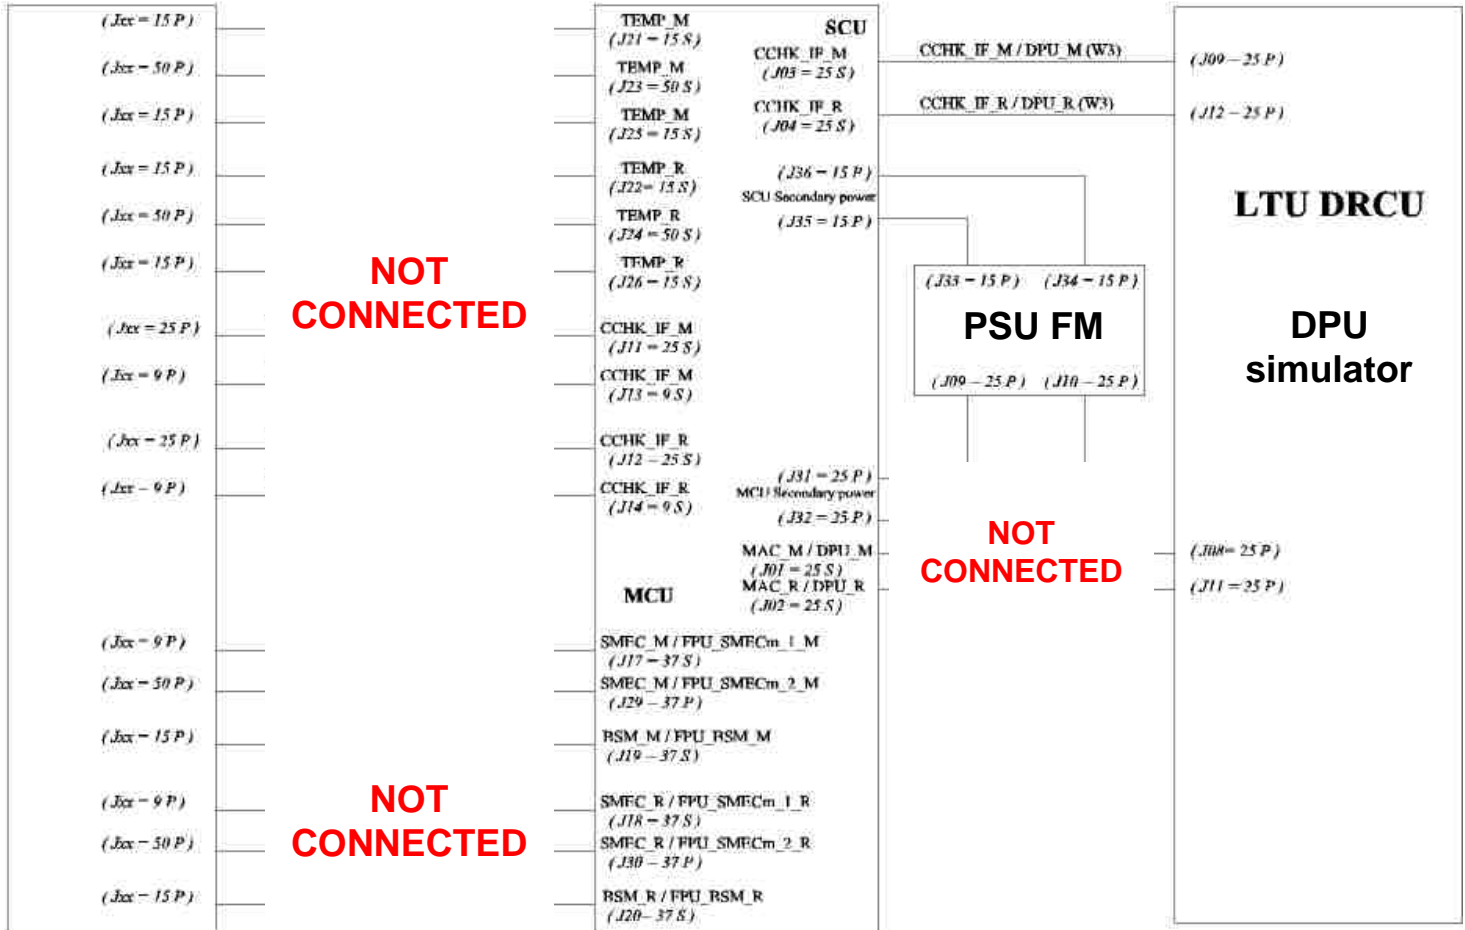 (Jxx = 15 P)
(Jxx = 50 P)
(Jxx = 15 P)
(Jxx = 15 P)
(Jxx = 50 P)
(Jxx = 15 P)
(Jxx = 25 P)
(Jxx = 9 P)
(Jxx = 25 P)
(Jxx = 9 P)
(Jxx = 9 P)
(Jxx = 50 P)
(Jxx = 15 P)
(Jxx = 9 P)
(Jxx = 50 P)
(Jxx = 15 P)
NOT
CONNECTED
NOT
CONNECTED
TEMP_M
(J21 = 15 S)
TEMP_M
(J23 = 50 S)
TEMP_M
(J25 = 15 S)
TEMP_R
(J22= 15 S)
TEMP_R
(J24 = 50 S)
TEMP_R
(J26 = 15 S)
CCHK_IF_M
(J11 = 25 S)
CCHK_IF_M
(J13 = 9 S)
CCHK_IF_R
(J12 = 25 S)
CCHK_IF_R
(J14 = 9 S)
MCU
SMEC_M / FPU_SMECm_1_M
(J17 = 37 S)
SMEC_M / FPU_SMECm_2_M
(J29 = 37 P)
BSM_M / FPU_BSM_M
(J19 = 37 S)
SMEC_R / FPU_SMECm_1_R
(J18 = 37 S)
SMEC_R / FPU_SMECm_2_R
(J30 = 37 P)
BSM_R / FPU_BSM_R
(J20= 37 S)
SCU
CCHK_IF_M
(J03 = 25 S)
CCHK_IF_R
(J04 = 25 S)
(J36 = 15 P)
SCU Secondary power
(J35 = 15 P)
(J31 = 25 P)
MCU Secondary power
(J32 = 25 P)
MAC_M / DPU_M
(J01 = 25 S)
MAC_R / DPU_R
(J02 = 25 S)
CCHK_IF_M / DPU_M (W3)
CCHK_IF_R / DPU_R (W3)
(J33 = 15 P) (J34 = 15 P)
PSU FM
(J09 = 25 P) (J10 = 25 P)
NOT
CONNECTED
(J09 = 25 P)
(J12 = 25 P)
LTU DRCU
DPU
simulator
(J08= 25 P)
(J11 = 25 P)